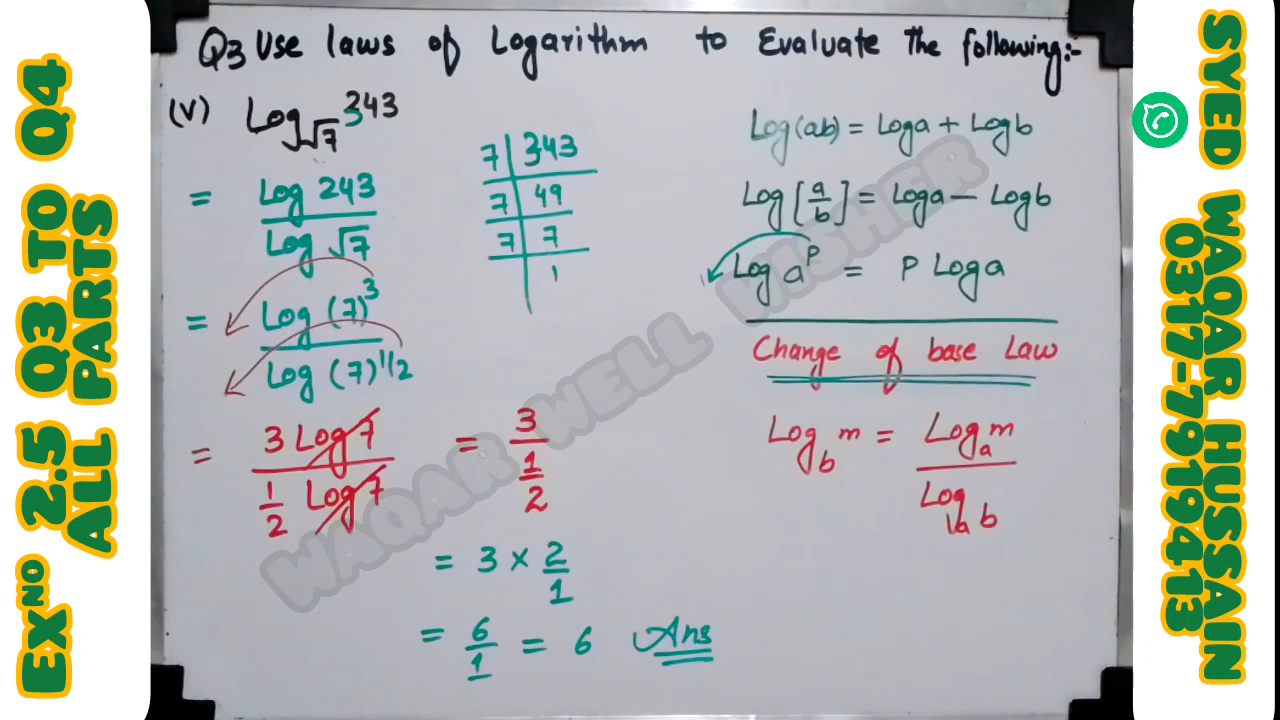 Ex NO 2.5 Q3 TO Q4
ALL PARTS
Q3 Use laws of Logarithm to Evaluate the following:-
(V) Log√7 343
= Log 243 / Log √7
= Log (7)^3 / Log (7)^1/2
= 3 Log 7 / 1/2 Log 7 = 3 / 1/2
= 3 × 2/1
= 6/1 = 6 Ans
7 | 343
7 | 49
7 | 7
| 1
Log(ab) = Loga + Logb
Log[a/b] = Loga - Logb
Log a^P = P Log a
Change of base Law
Log_b m = Log_a m / Log_a b
WAQAR WELL WISHER
SYED WAQAR HUSSAIN
0317-7919413